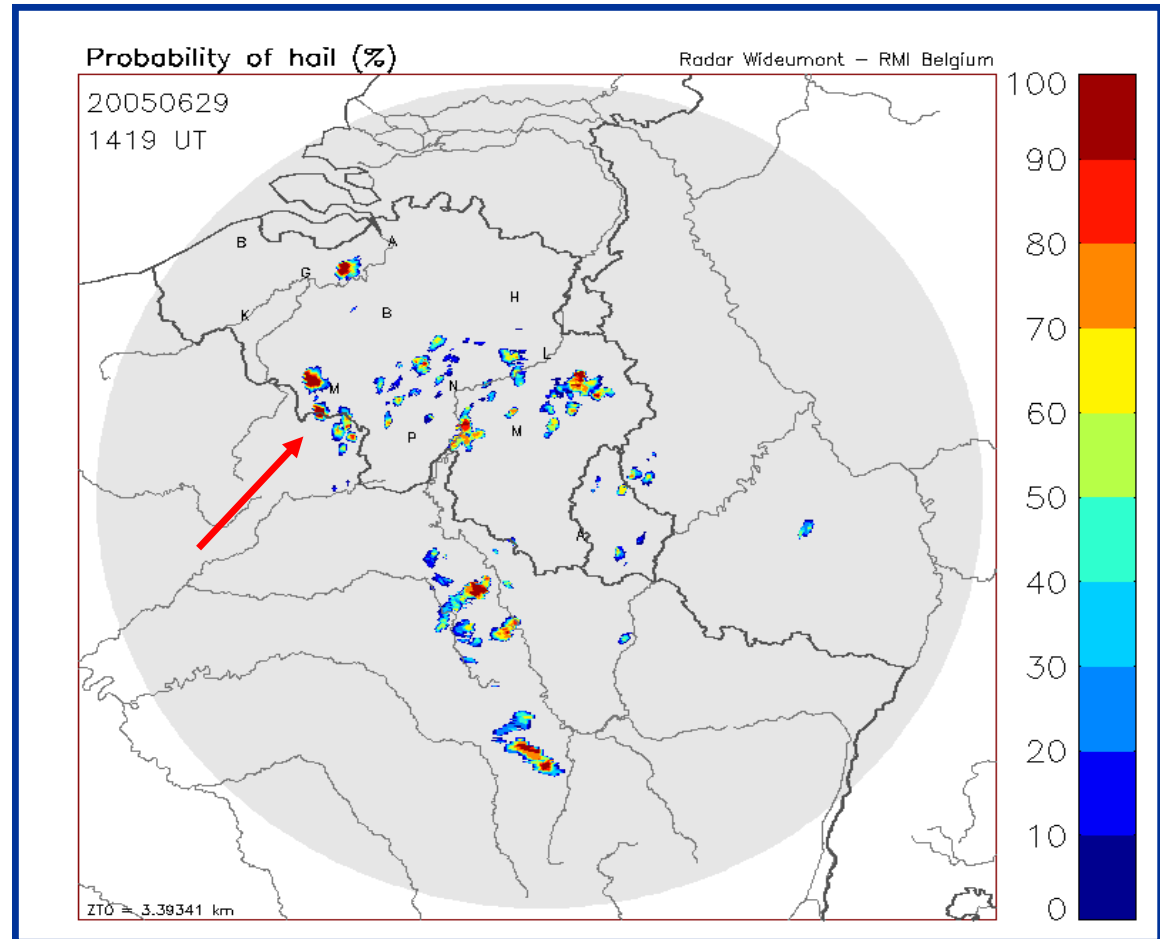 Probability of hail (%)
Radar Wideumont – RMI Belgium
20050629
1419 UT
100
90
80
70
60
50
40
30
20
10
0
B
A
G
H
B
K
L
M
N
P
M
A
ZT0 = 3.39341 km